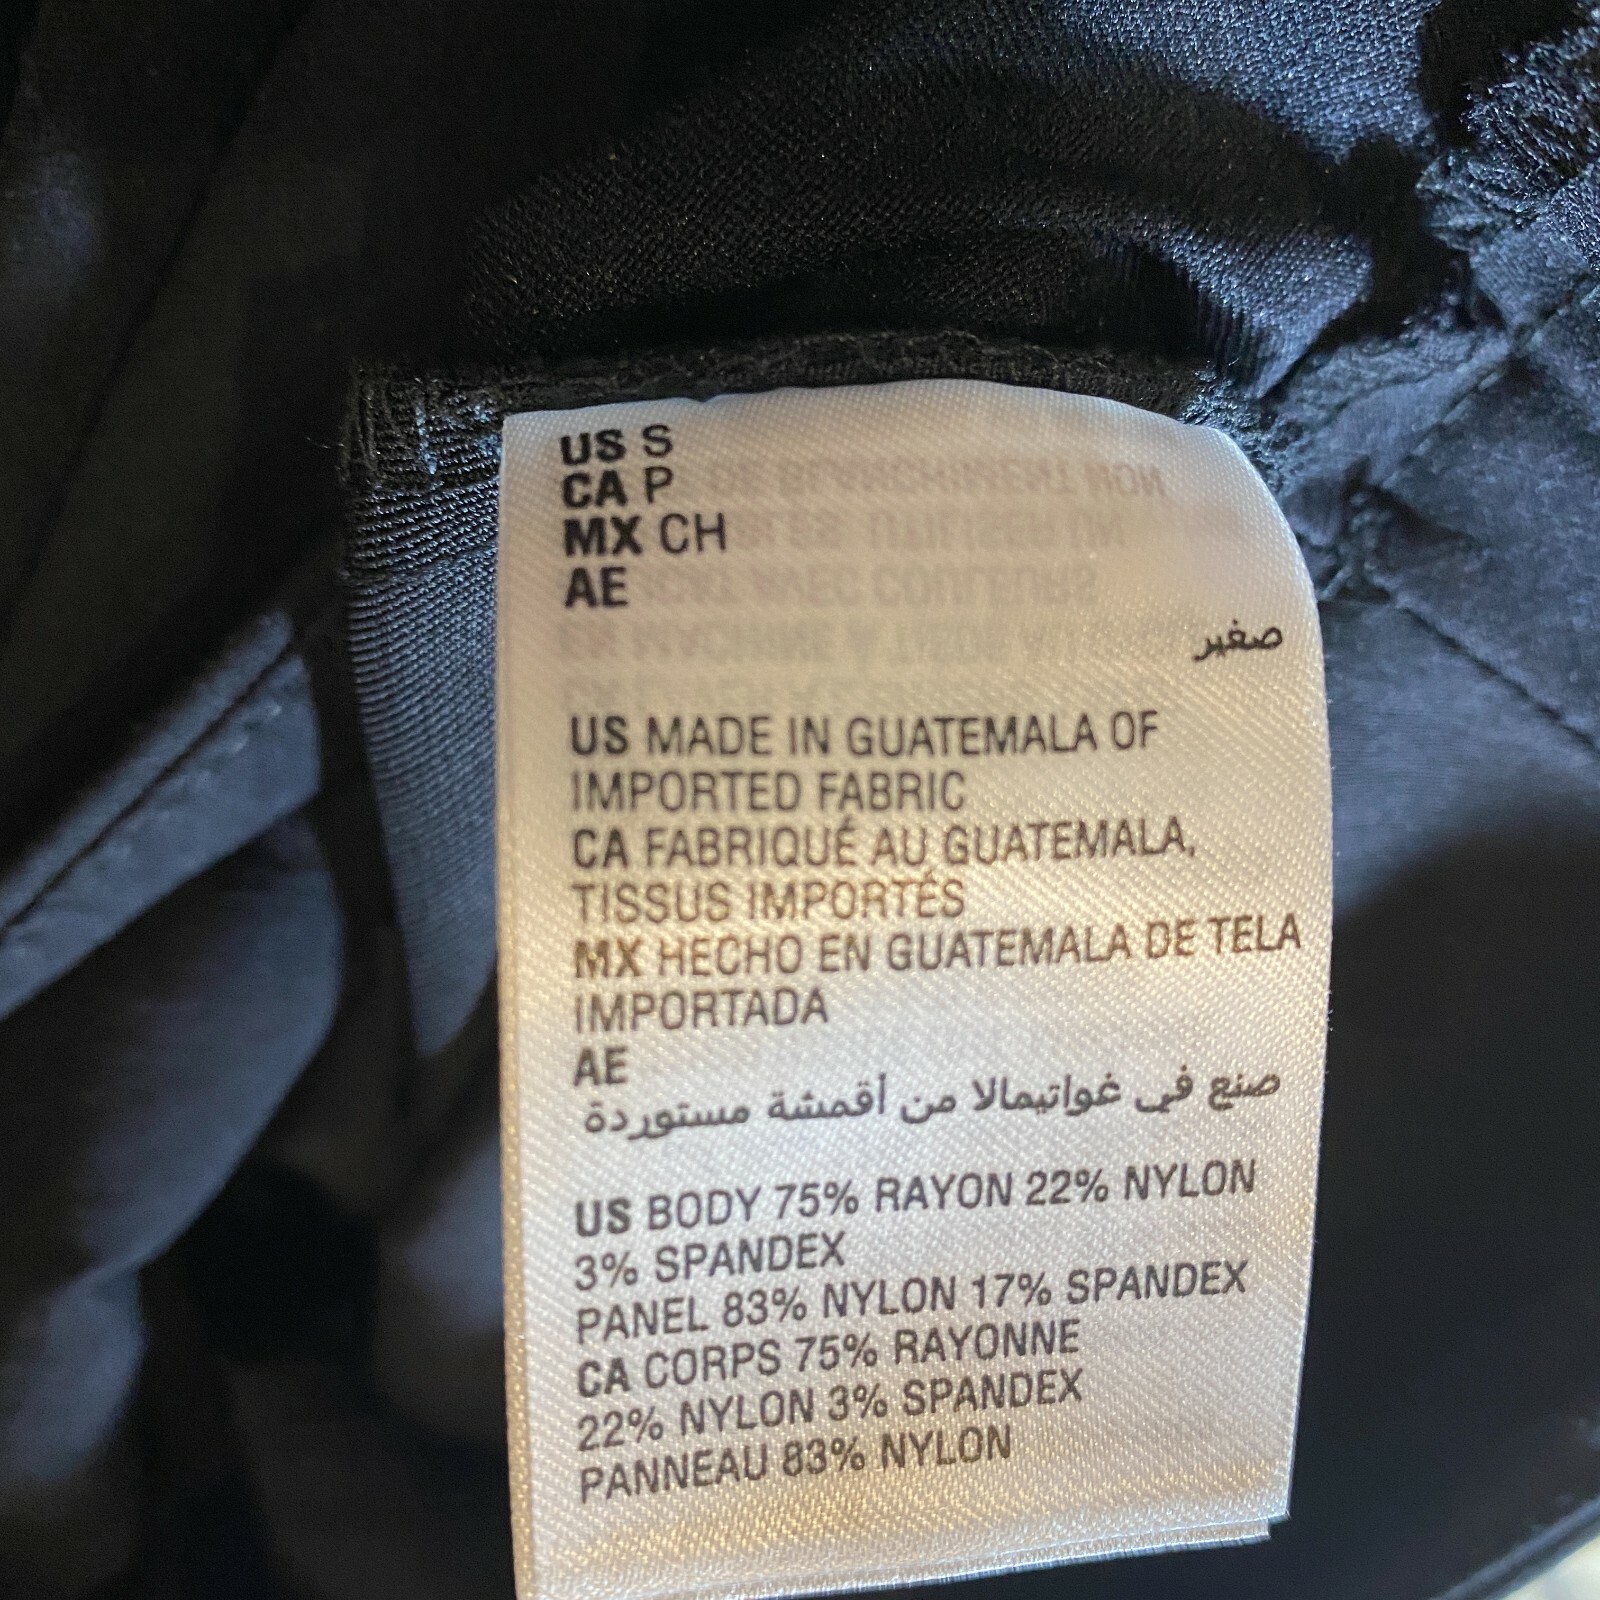 US S
CA P
MX CH
AE
صغير
US MADE IN GUATEMALA OF
IMPORTED FABRIC
CA FABRIQUÉ AU GUATEMALA,
TISSUS IMPORTÉS
MX HECHO EN GUATEMALA DE TELA
IMPORTADA
AE
صنع في غواتيمالا من أقمشة مستوردة
US BODY 75% RAYON 22% NYLON
3% SPANDEX
PANEL 83% NYLON 17% SPANDEX
CA CORPS 75% RAYONNE
22% NYLON 3% SPANDEX
PANNEAU 83% NYLON